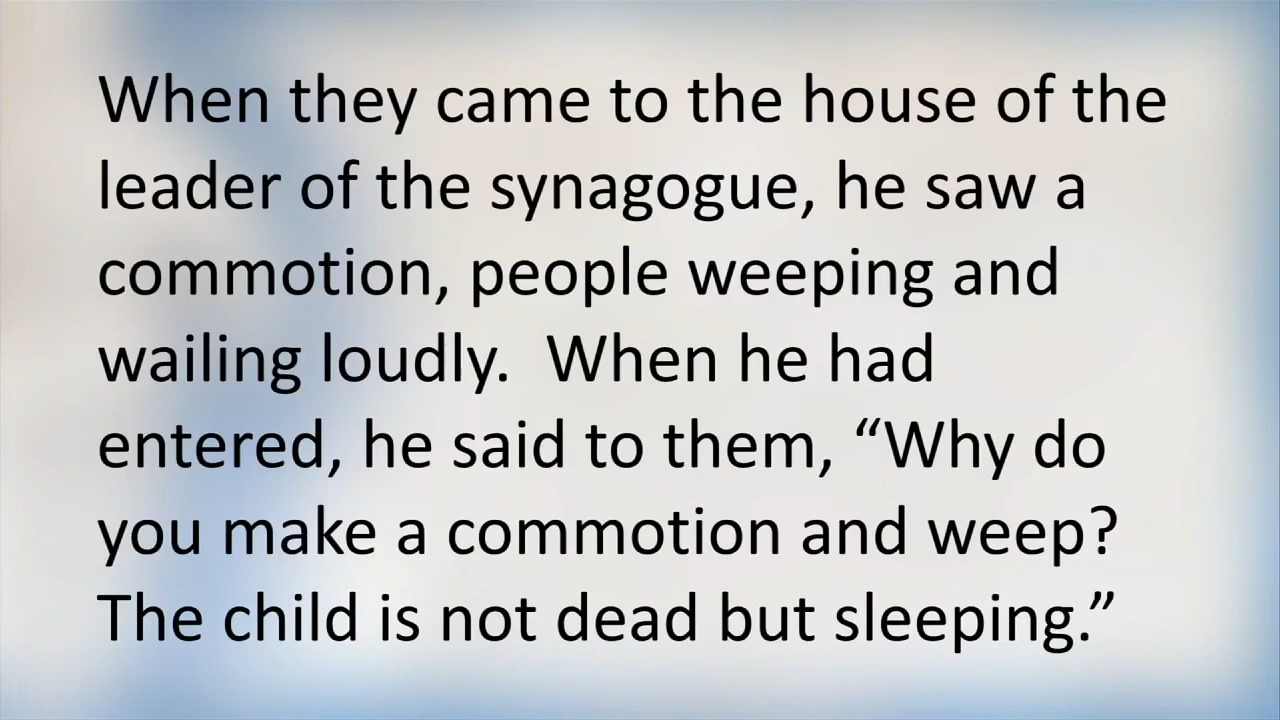 When they came to the house of the
leader of the synagogue, he saw a
commotion, people weeping and
wailing loudly.  When he had
entered, he said to them, “Why do
you make a commotion and weep?
The child is not dead but sleeping.”